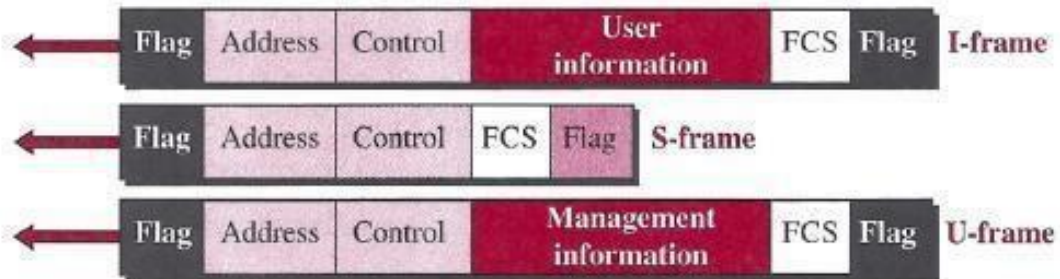 Flag Address Control User information FCS Flag I-frame
Flag Address Control FCS Flag S-frame
Flag Address Control Management information FCS Flag U-frame